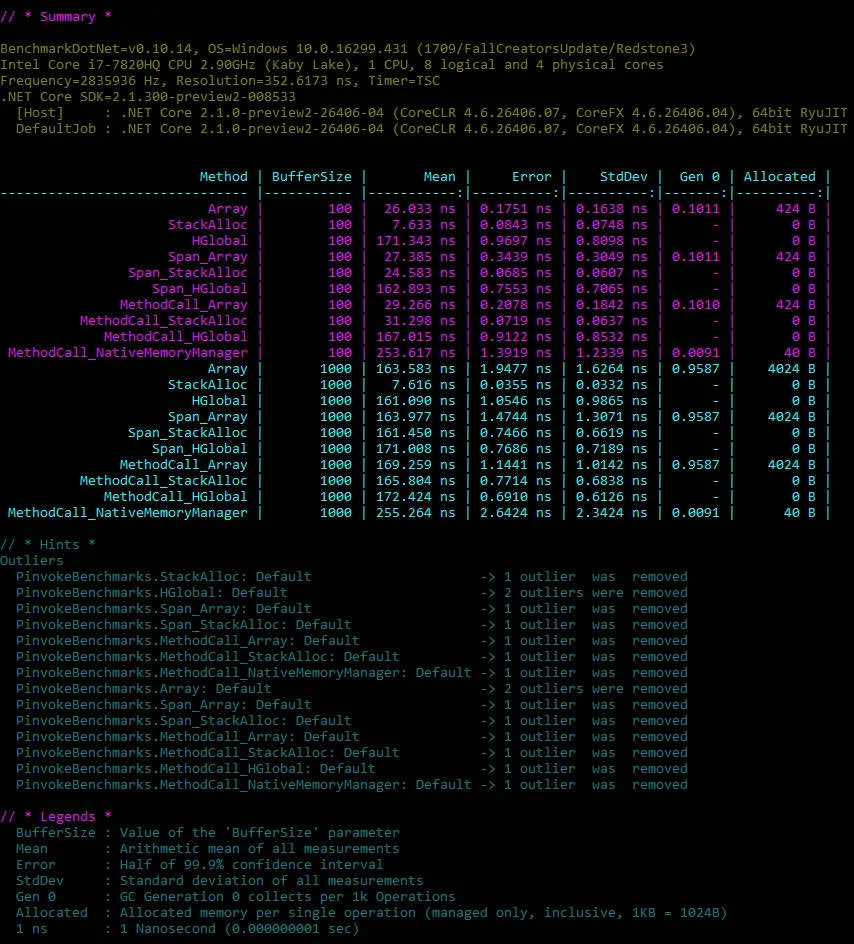 // * Summary *
BenchmarkDotNet=v0.10.14, OS=Windows 10.0.16299.431 (1709/FallCreatorsUpdate/Redstone3)
Intel Core i7-7820HQ CPU 2.90GHz (Kaby Lake), 1 CPU, 8 logical and 4 physical cores
Frequency=2835936 Hz, Resolution=352.6173 ns, Timer=TSC
.NET Core SDK=2.1.300-preview2-008533
[Host]     : .NET Core 2.1.0-preview2-26406-04 (CoreCLR 4.6.26406.07, CoreFX 4.6.26406.04), 64bit RyuJIT
DefaultJob : .NET Core 2.1.0-preview2-26406-04 (CoreCLR 4.6.26406.07, CoreFX 4.6.26406.04), 64bit RyuJIT
Method | BufferSize | Mean | Error | StdDev | Gen 0 | Allocated |
------------------------------- |----------- |-----------:|----------:|----------:|-------:|----------:|
Array | 100 | 26.033 ns | 0.1751 ns | 0.1638 ns | 0.1011 | 424 B |
StackAlloc | 100 | 7.633 ns | 0.0843 ns | 0.0748 ns | - | 0 B |
HGlobal | 100 | 171.343 ns | 0.9697 ns | 0.8098 ns | - | 0 B |
Span_Array | 100 | 27.385 ns | 0.3439 ns | 0.3049 ns | 0.1011 | 424 B |
Span_StackAlloc | 100 | 24.583 ns | 0.0685 ns | 0.0607 ns | - | 0 B |
Span_HGlobal | 100 | 162.893 ns | 0.7553 ns | 0.7065 ns | - | 0 B |
MethodCall_Array | 100 | 29.266 ns | 0.2078 ns | 0.1842 ns | 0.1010 | 424 B |
MethodCall_StackAlloc | 100 | 31.298 ns | 0.0719 ns | 0.0637 ns | - | 0 B |
MethodCall_HGlobal | 100 | 167.015 ns | 0.9122 ns | 0.8532 ns | - | 0 B |
MethodCall_NativeMemoryManager | 100 | 253.617 ns | 1.3919 ns | 1.2339 ns | 0.0091 | 40 B |
Array | 1000 | 163.583 ns | 1.9477 ns | 1.6264 ns | 0.9587 | 4024 B |
StackAlloc | 1000 | 7.616 ns | 0.0355 ns | 0.0332 ns | - | 0 B |
HGlobal | 1000 | 161.090 ns | 1.0546 ns | 0.9865 ns | - | 0 B |
Span_Array | 1000 | 163.977 ns | 1.4744 ns | 1.3071 ns | 0.9587 | 4024 B |
Span_StackAlloc | 1000 | 161.450 ns | 0.7466 ns | 0.6619 ns | - | 0 B |
Span_HGlobal | 1000 | 171.008 ns | 0.7686 ns | 0.7189 ns | - | 0 B |
MethodCall_Array | 1000 | 169.259 ns | 1.1441 ns | 1.0142 ns | 0.9587 | 4024 B |
MethodCall_StackAlloc | 1000 | 165.804 ns | 0.7714 ns | 0.6838 ns | - | 0 B |
MethodCall_HGlobal | 1000 | 172.424 ns | 0.6910 ns | 0.6126 ns | - | 0 B |
MethodCall_NativeMemoryManager | 1000 | 255.264 ns | 2.6424 ns | 2.3424 ns | 0.0091 | 40 B |
// * Hints *
Outliers
PinvokeBenchmarks.StackAlloc: Default -> 1 outlier was removed
PinvokeBenchmarks.HGlobal: Default -> 2 outliers were removed
PinvokeBenchmarks.Span_Array: Default -> 1 outlier was removed
PinvokeBenchmarks.Span_StackAlloc: Default -> 1 outlier was removed
PinvokeBenchmarks.MethodCall_Array: Default -> 1 outlier was removed
PinvokeBenchmarks.MethodCall_StackAlloc: Default -> 1 outlier was removed
PinvokeBenchmarks.MethodCall_NativeMemoryManager: Default -> 1 outlier was removed
PinvokeBenchmarks.Array: Default -> 2 outliers were removed
PinvokeBenchmarks.Span_Array: Default -> 1 outlier was removed
PinvokeBenchmarks.Span_StackAlloc: Default -> 1 outlier was removed
PinvokeBenchmarks.MethodCall_Array: Default -> 1 outlier was removed
PinvokeBenchmarks.MethodCall_StackAlloc: Default -> 1 outlier was removed
PinvokeBenchmarks.MethodCall_HGlobal: Default -> 1 outlier was removed
PinvokeBenchmarks.MethodCall_NativeMemoryManager: Default -> 1 outlier was removed
// * Legends *
BufferSize : Value of the 'BufferSize' parameter
Mean : Arithmetic mean of all measurements
Error : Half of 99.9% confidence interval
StdDev : Standard deviation of all measurements
Gen 0 : GC Generation 0 collects per 1k Operations
Allocated : Allocated memory per single operation (managed only, inclusive, 1KB = 1024B)
1 ns : 1 Nanosecond (0.000000001 sec)